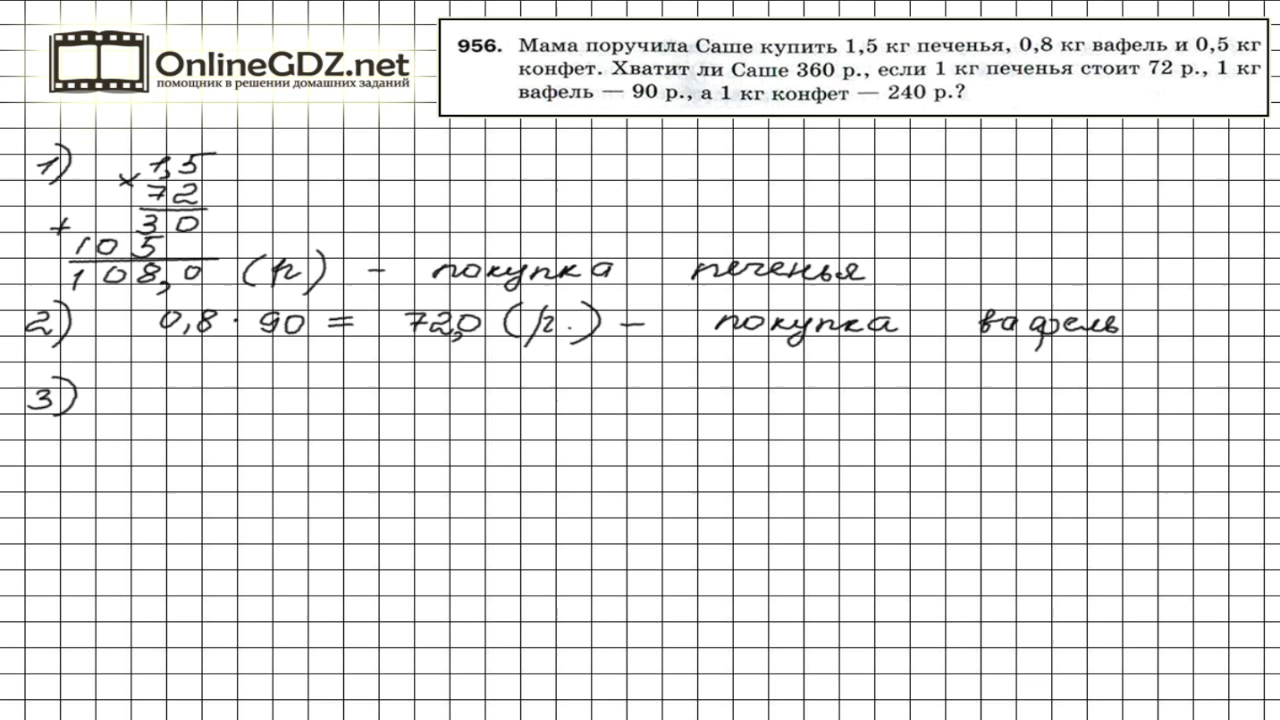 OnlineGDZ.net
помощник в решении домашних заданий
956. Мама поручила Саше купить 1,5 кг печенья, 0,8 кг вафель и 0,5 кг
конфет. Хватит ли Саше 360 р., если 1 кг печенья стоит 72 р., 1 кг
вафель — 90 р., а 1 кг конфет — 240 р.?
1) × 1,5
72
+ 30
105
108,0 (р) - покупка печенья
2) 0,8 · 90 = 72,0 (р.) - покупка вафель
3)